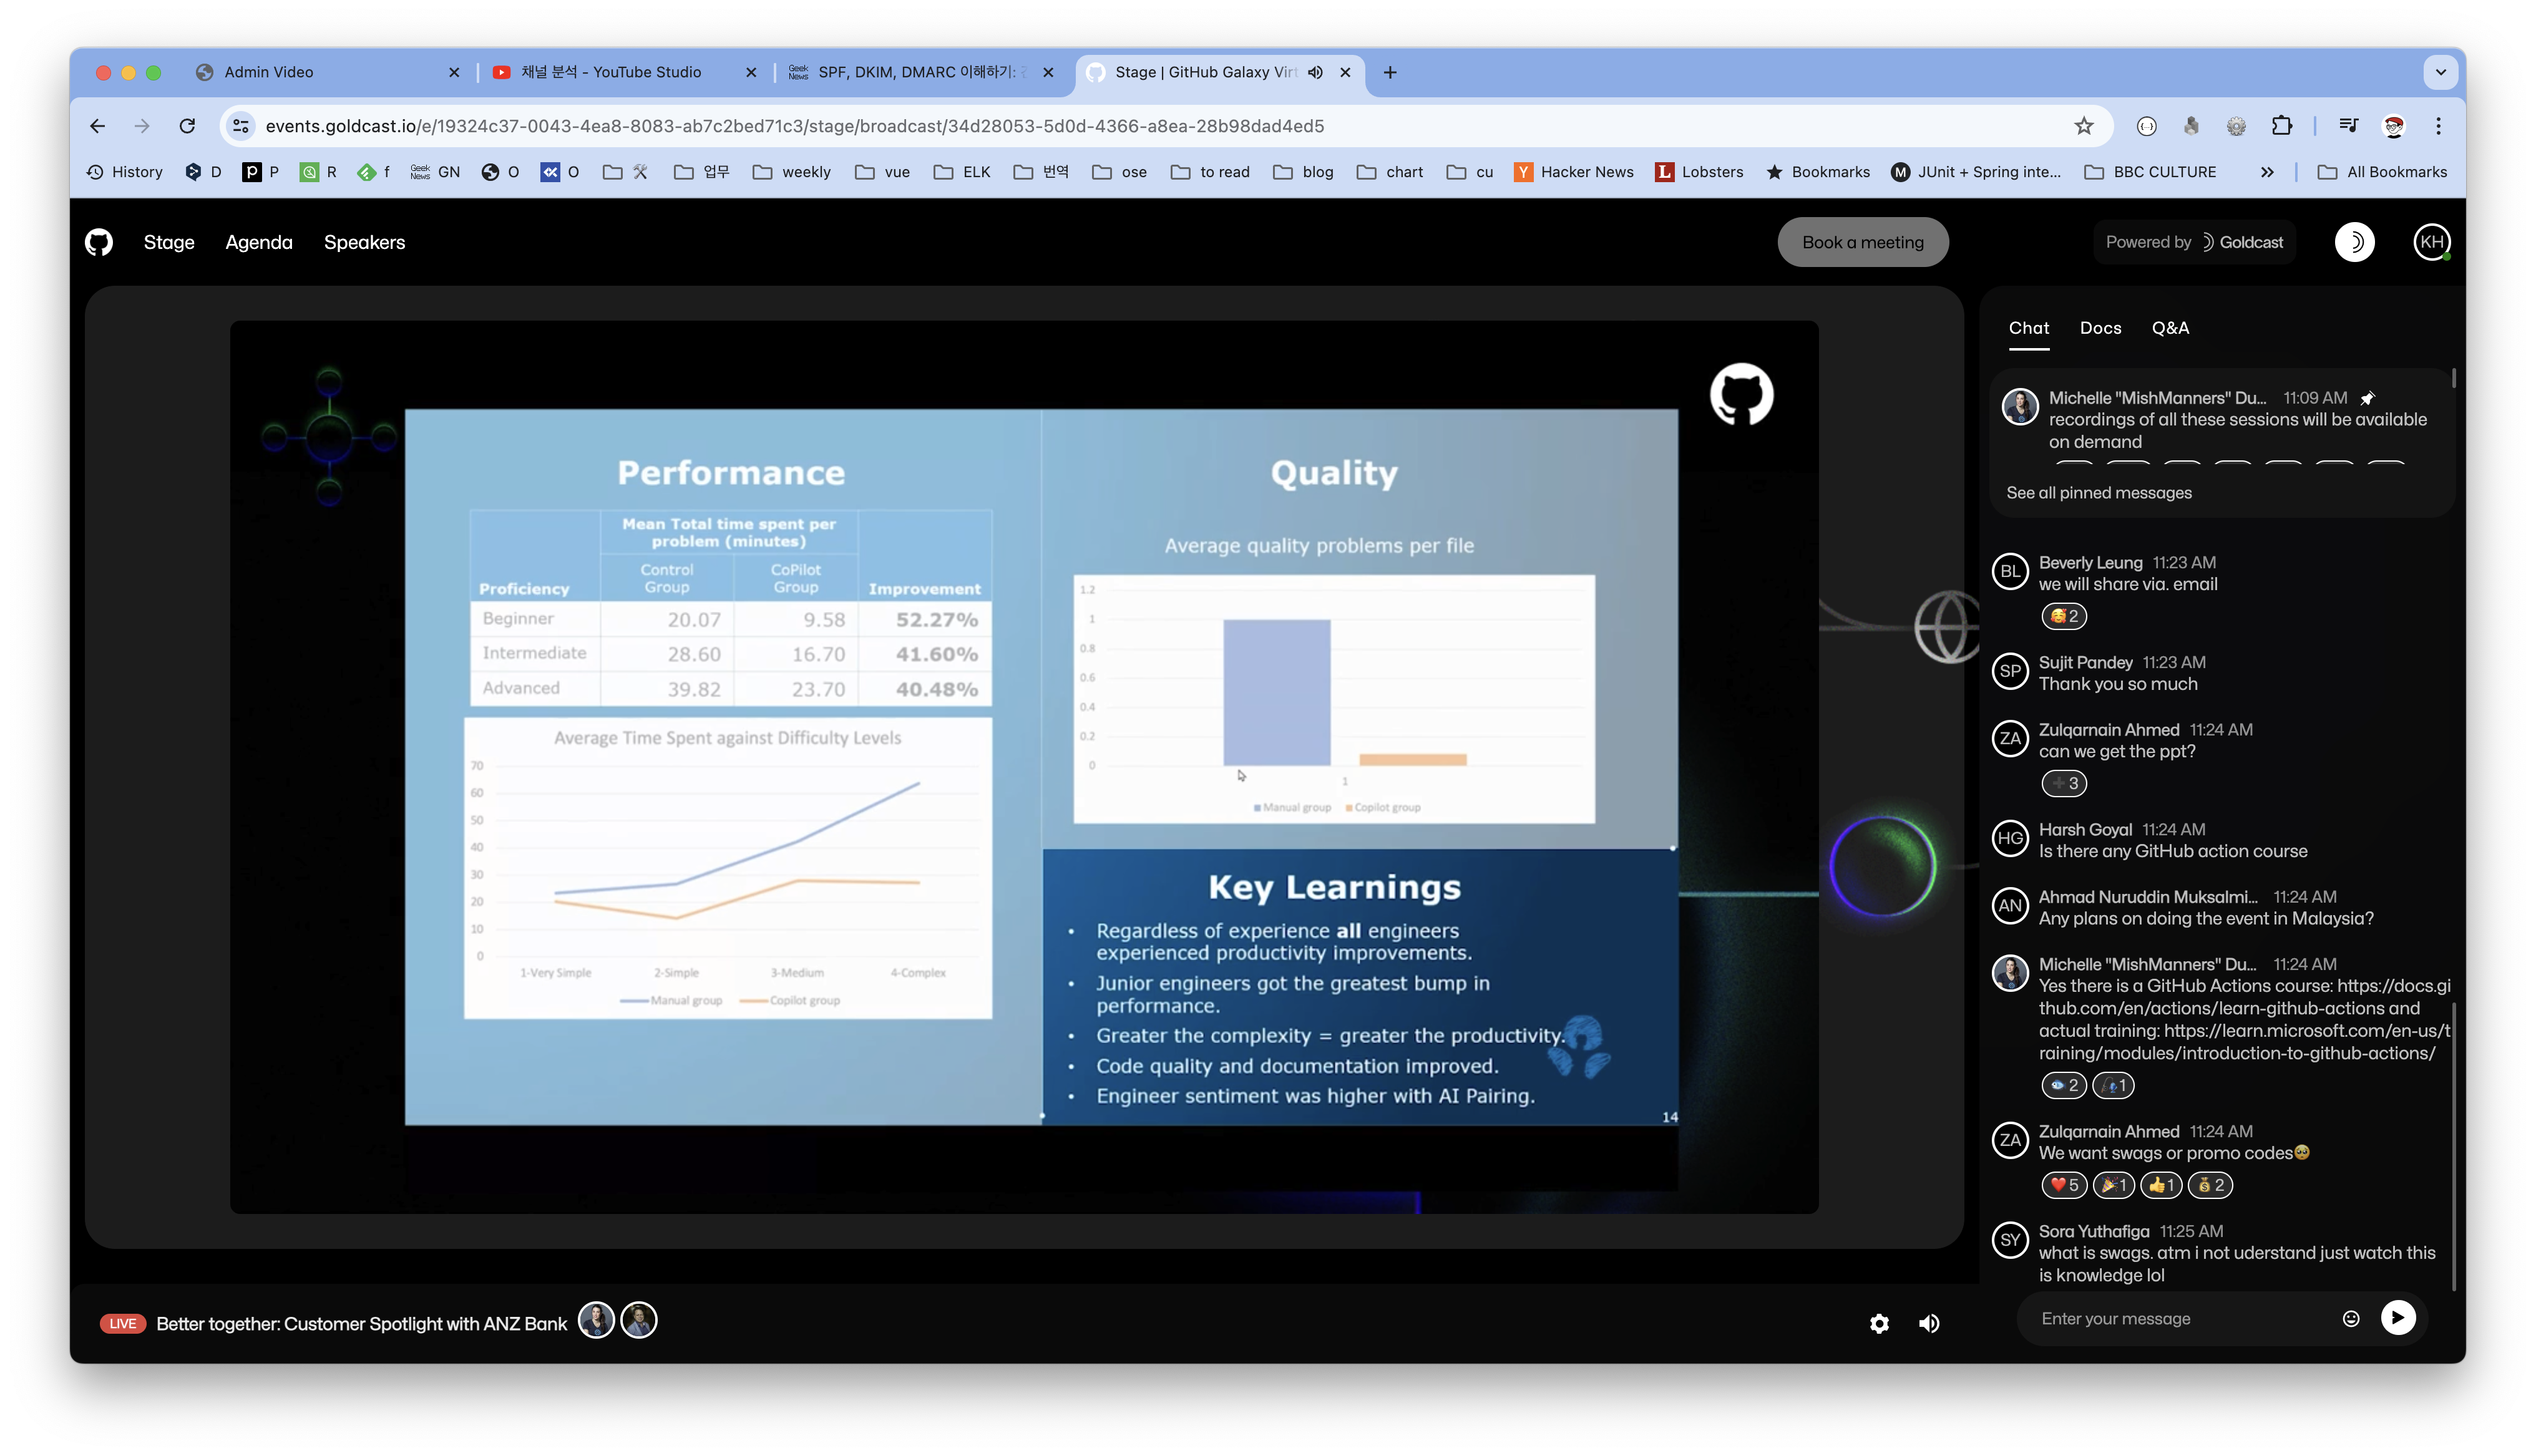 Admin Video
채널 분석 - YouTube Studio
Geek News
SPF, DKIM, DMARC 이해하기:
Stage | GitHub Galaxy Virt
events.goldcast.io/e/19324c37-0043-4ea8-8083-ab7c2bed71c3/stage/broadcast/34d28053-5d0d-4366-a8ea-28b98dad4ed5
History
D
P
R
f
Geek News
GN
O
O
업무
weekly
vue
ELK
번역
ose
to read
blog
chart
cu
Hacker News
Lobsters
Bookmarks
JUnit + Spring inte...
BBC CULTURE
All Bookmarks
Stage
Agenda
Speakers
Book a meeting
Powered by Goldcast
KH
Performance
Mean Total time spent per
problem (minutes)
Proficiency
Control
Group
CoPilot
Group
Improvement
Beginner 20.07 9.58 52.27%
Intermediate 28.60 16.70 41.60%
Advanced 39.82 23.70 40.48%
Average Time Spent against Difficulty Levels
70
60
50
40
30
20
10
0
1-Very Simple 2-Simple 3-Medium 4-Complex
Manual group Copilot group
Quality
Average quality problems per file
1.2
1
0.8
0.6
0.4
0.2
0
1
Manual group Copilot group
Key Learnings
• Regardless of experience all engineers
experienced productivity improvements.
• Junior engineers got the greatest bump in
performance.
• Greater the complexity = greater the productivity.
• Code quality and documentation improved.
• Engineer sentiment was higher with AI Pairing.
14
LIVE
Better together: Customer Spotlight with ANZ Bank
Chat
Docs
Q&A
Michelle "MishManners" Du... 11:09 AM
recordings of all these sessions will be available
on demand
See all pinned messages
BL
Beverly Leung 11:23 AM
we will share via. email
2
SP
Sujit Pandey 11:23 AM
Thank you so much
ZA
Zulqarnain Ahmed 11:24 AM
can we get the ppt?
3
HG
Harsh Goyal 11:24 AM
Is there any GitHub action course
AN
Ahmad Nuruddin Muksalmi... 11:24 AM
Any plans on doing the event in Malaysia?
Michelle "MishManners" Du... 11:24 AM
Yes there is a GitHub Actions course: https://docs.gi
thub.com/en/actions/learn-github-actions and
actual training: https://learn.microsoft.com/en-us/t
raining/modules/introduction-to-github-actions/
2
1
ZA
Zulqarnain Ahmed 11:24 AM
We want swags or promo codes🥺
5
1
1
2
SY
Sora Yuthafiga 11:25 AM
what is swags. atm i not uderstand just watch this
is knowledge lol
Enter your message